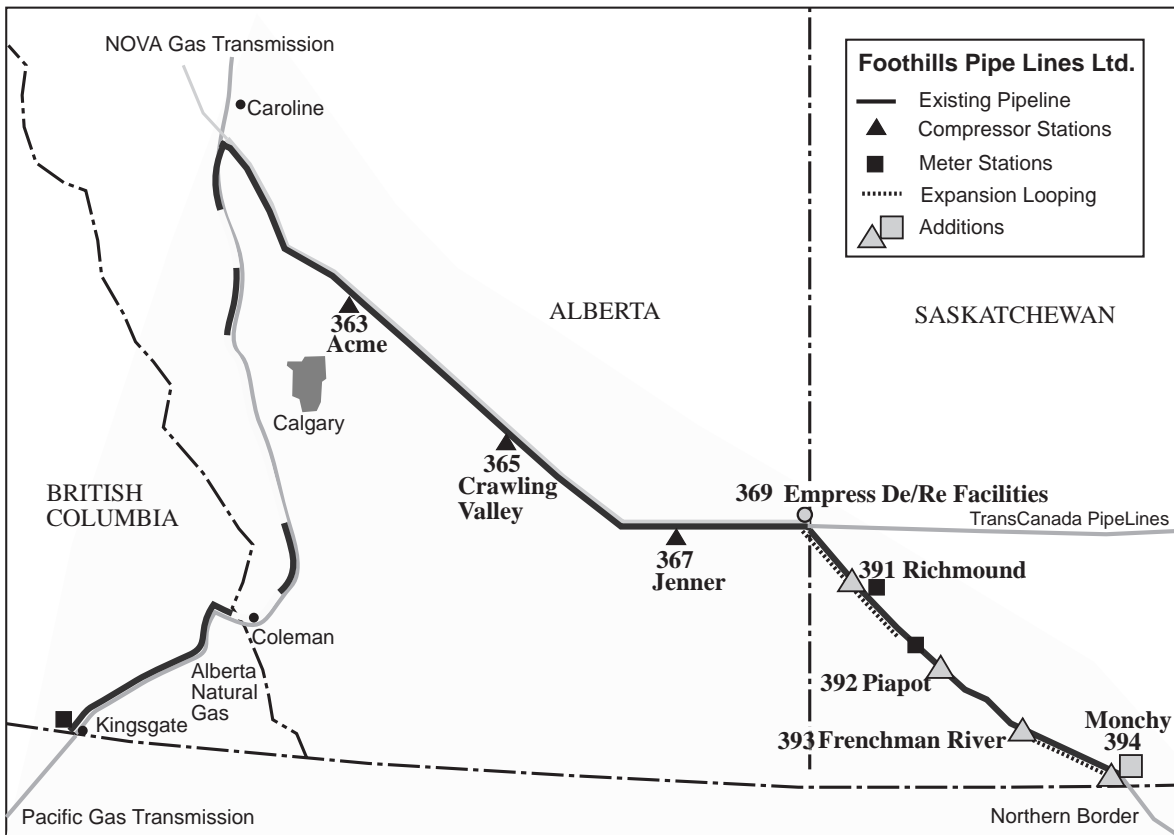 NOVA Gas Transmission
Caroline
Foothills Pipe Lines Ltd.
Existing Pipeline
Compressor Stations
Meter Stations
Expansion Looping
Additions
ALBERTA
SASKATCHEWAN
363
Acme
Calgary
365
Crawling
Valley
BRITISH
COLUMBIA
369 Empress De/Re Facilities
TransCanada PipeLines
367
Jenner
391 Richmound
Coleman
Alberta
Natural
Gas
392 Piapot
Kingsgate
393 Frenchman River
Monchy
394
Pacific Gas Transmission
Northern Border